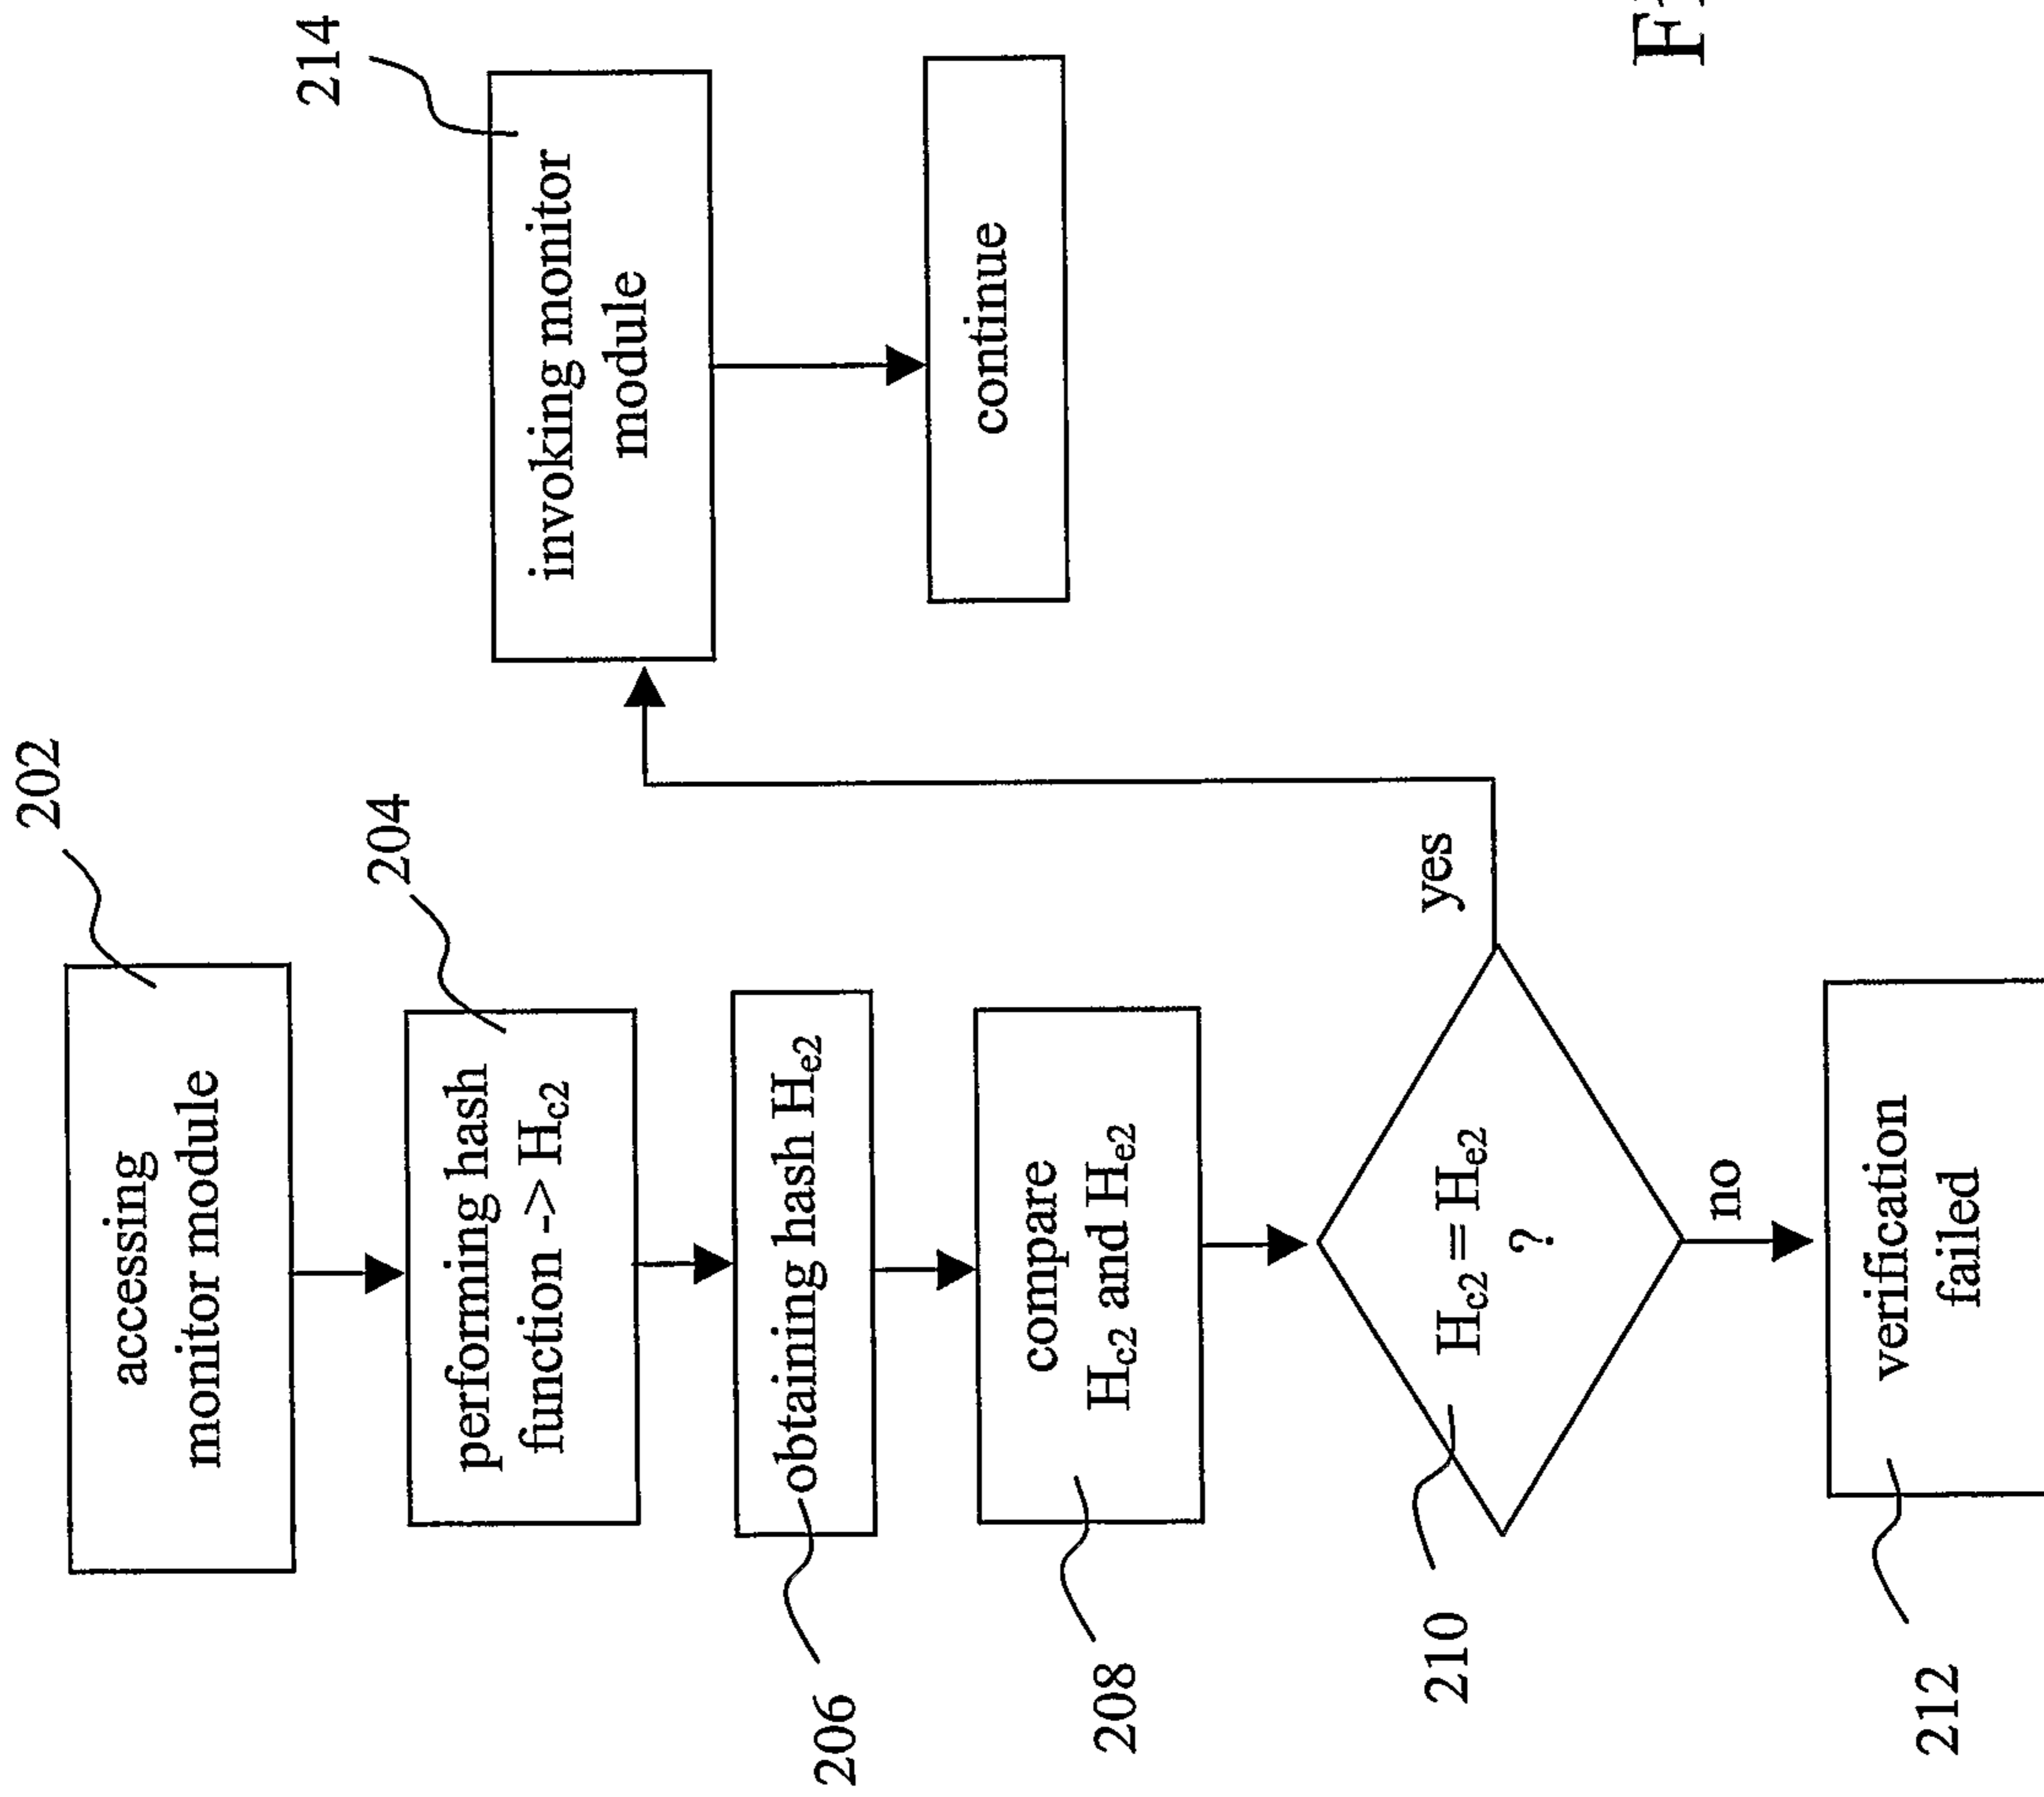 202
accessing
monitor module
204
perfoming hash
function -> Hc2
206
obtaining hash He2
208
compare
Hc2 and He2
210
Hc2 = He2
?
yes
no
212
verification
failed
214
invoking monitor
module
continue